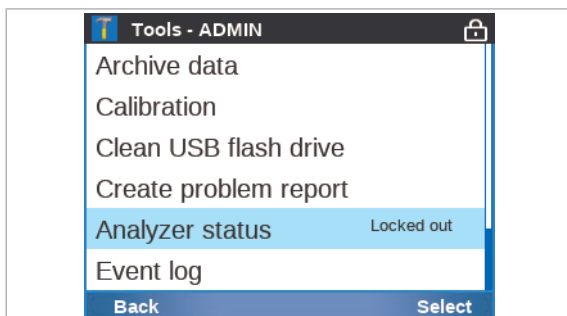 Tools - ADMIN
Archive data
Calibration
Clean USB flash drive
Create problem report
Analyzer status Locked out
Event log
Back Select